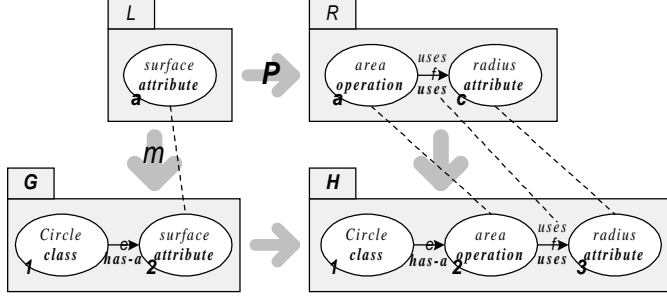 L
surface
attribute
a
P
R
area
operation
a
uses
f
uses
radius
attribute
c
m
G
Circle
class
1
e
has-a
surface
attribute
2
H
Circle
class
1
e
has-a
area
operation
2
uses
f
uses
radius
attribute
3